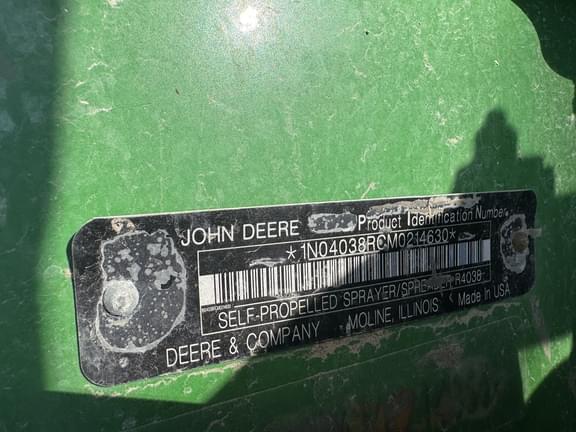 JOHN DEERE Product Identification Number
*1N04038RCM0214630*
SELF-PROPELLED SPRAYER/SPREADER R4038
DEERE & COMPANY MOLINE, ILLINOIS Made in USA